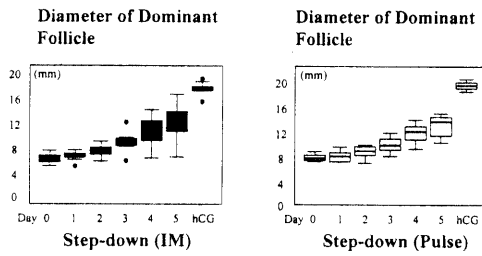 Diameter of Dominant
Follicle
(mm)
20
16
12
8
4
0
Day 0 1 2 3 4 5 hCG
Step-down (IM)
Diameter of Dominant
Follicle
(mm)
20
16
12
8
4
0
Day 0 1 2 3 4 5 hCG
Step-down (Pulse)